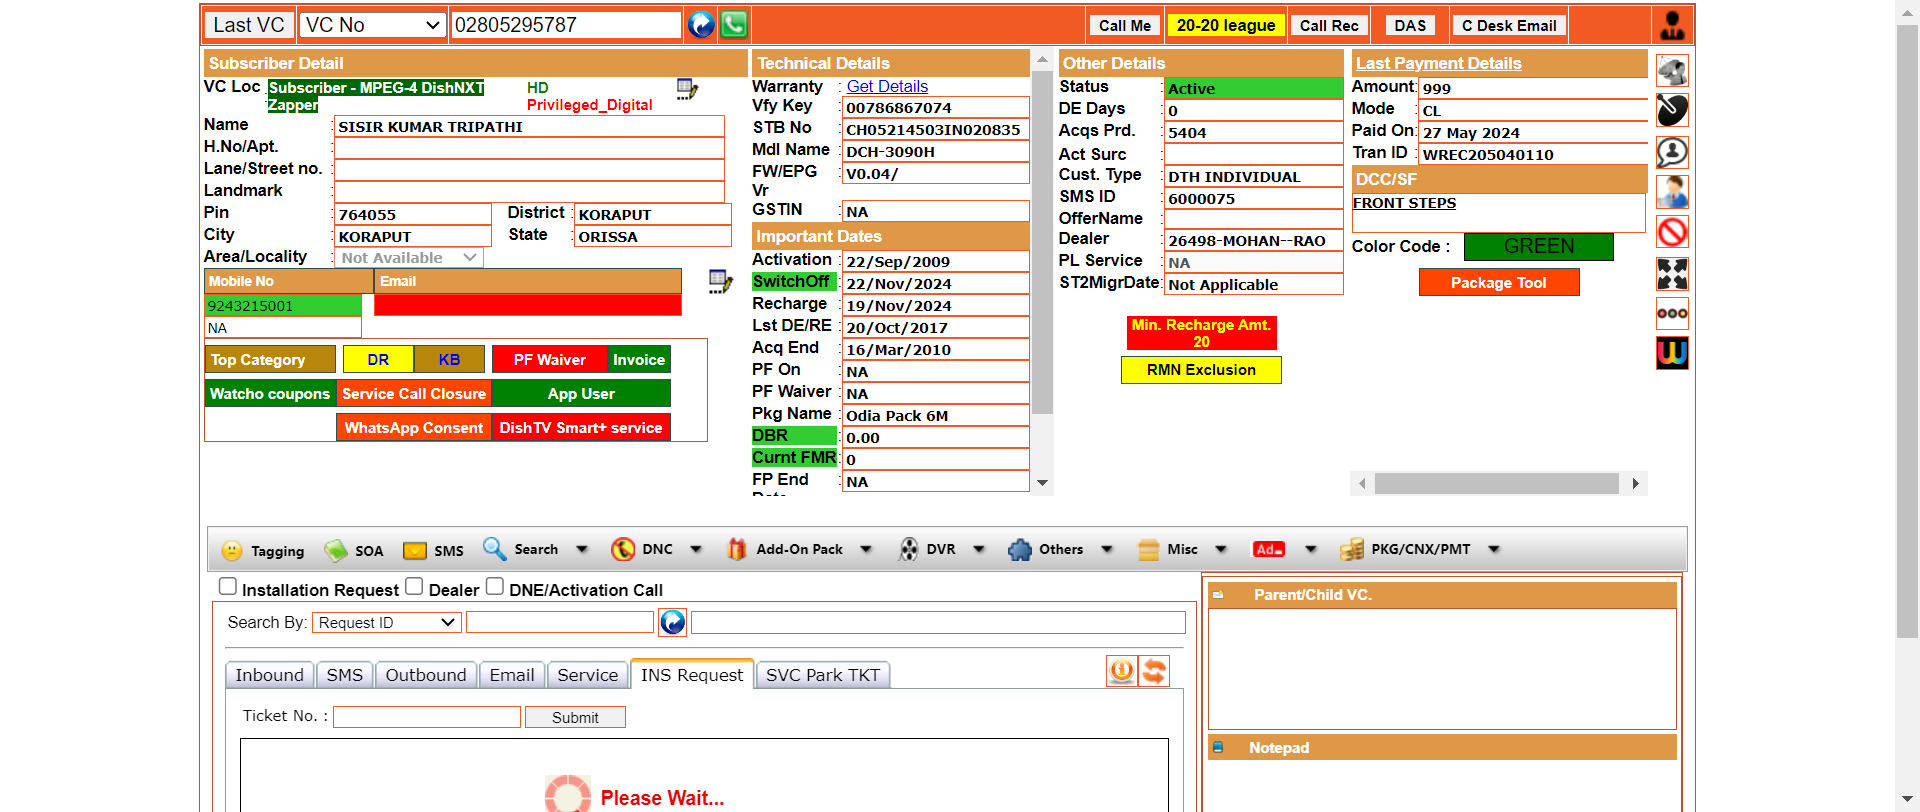 Last VC VC No 02805295787 Call Me 20-20 league Call Rec DAS C Desk Email
Subscriber Detail
VC Loc : Subscriber - MPEG-4 DishNXT HD
Zapper Privileged_Digital
Name : SISIR KUMAR TRIPATHI
H.No/Apt. :
Lane/Street no. :
Landmark :
Pin : 764055 District : KORAPUT
City : KORAPUT State : ORISSA
Area/Locality : Not Available
Mobile No Email
9243215001
NA
Top Category DR KB PF Waiver Invoice
Watcho coupons Service Call Closure App User
WhatsApp Consent DishTV Smart+ service
Technical Details
Warranty : Get Details
Vfy Key : 00786867074
STB No : CH05214503IN020835
Mdl Name : DCH-3090H
FW/EPG : V0.04/
Vr
GSTIN : NA
Important Dates
Activation : 22/Sep/2009
SwitchOff : 22/Nov/2024
Recharge : 19/Nov/2024
Lst DE/RE : 20/Oct/2017
Acq End : 16/Mar/2010
PF On : NA
PF Waiver : NA
Pkg Name : Odia Pack 6M
DBR : 0.00
Curnt FMR : 0
FP End : NA
Date
Other Details
Status : Active
DE Days : 0
Acqs Prd. : 5404
Act Surc :
Cust. Type : DTH INDIVIDUAL
SMS ID : 6000075
OfferName :
Dealer : 26498-MOHAN--RAO
PL Service : NA
ST2MigrDate: Not Applicable
Min. Recharge Amt.
20
RMN Exclusion
Last Payment Details
Amount: 999
Mode : CL
Paid On: 27 May 2024
Tran ID : WREC205040110
DCC/SF
FRONT STEPS
Color Code : GREEN
Package Tool
Tagging SOA SMS Search DNC Add-On Pack DVR Others Misc Ad PKG/CNX/PMT
Installation Request Dealer DNE/Activation Call
Search By: Request ID
Inbound SMS Outbound Email Service INS Request SVC Park TKT
Ticket No. : Submit
Please Wait...
Parent/Child VC.
Notepad